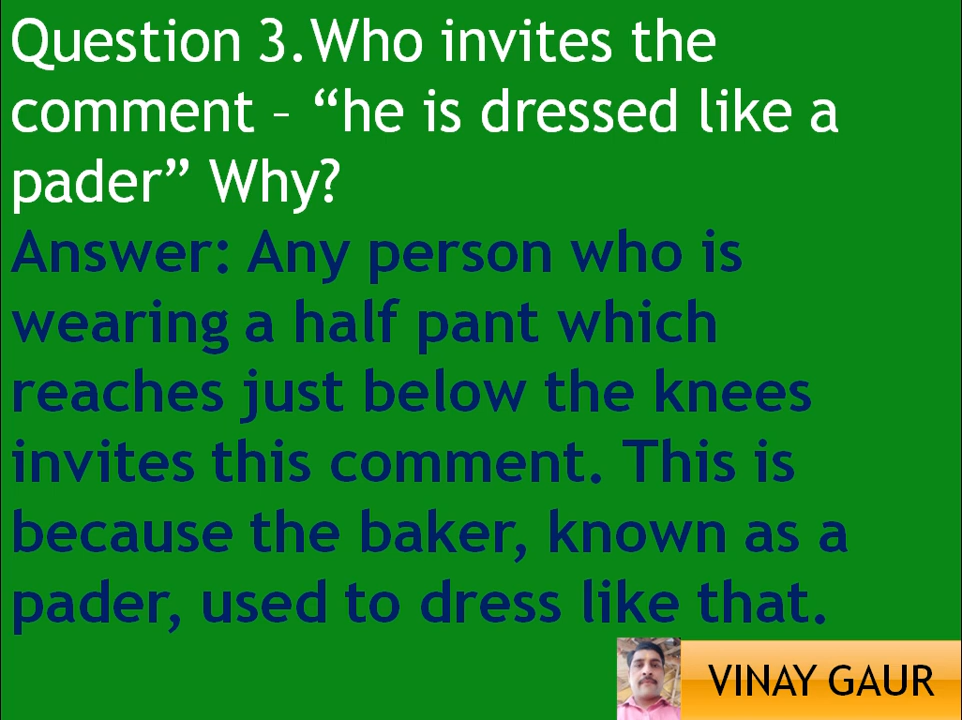 Question 3.Who invites the
comment – “he is dressed like a
pader” Why?
Answer: Any person who is
wearing a half pant which
reaches just below the knees
invites this comment. This is
because the baker, known as a
pader, used to dress like that.
VINAY GAUR